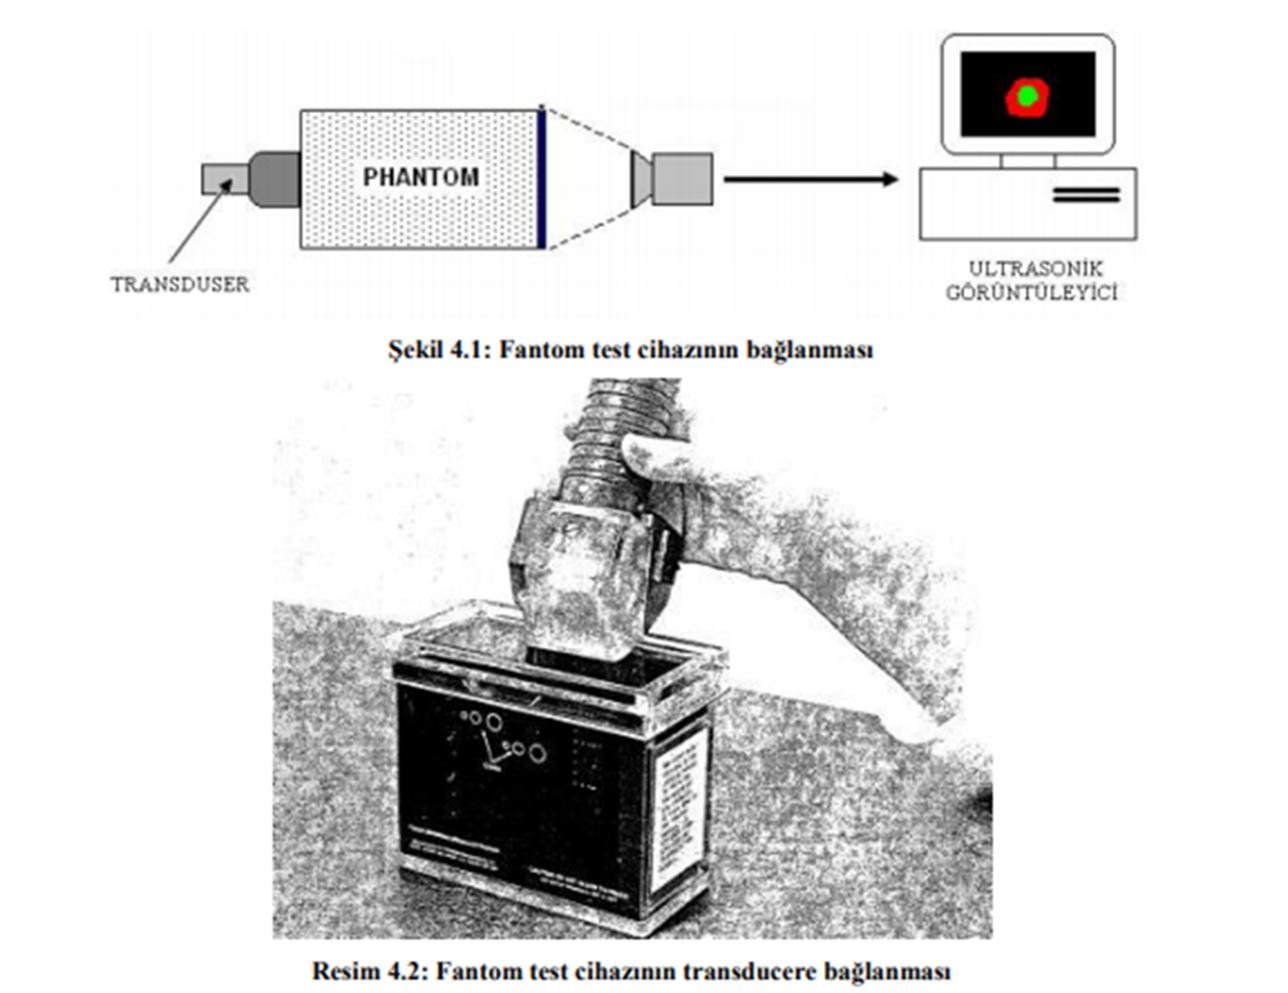 PHANTOM
TRANSDUSER
ULTRASONİK
GÖRÜNTÜLEYİCİ
Şekil 4.1: Fantom test cihazının bağlanması
Resim 4.2: Fantom test cihazının transducere bağlanması